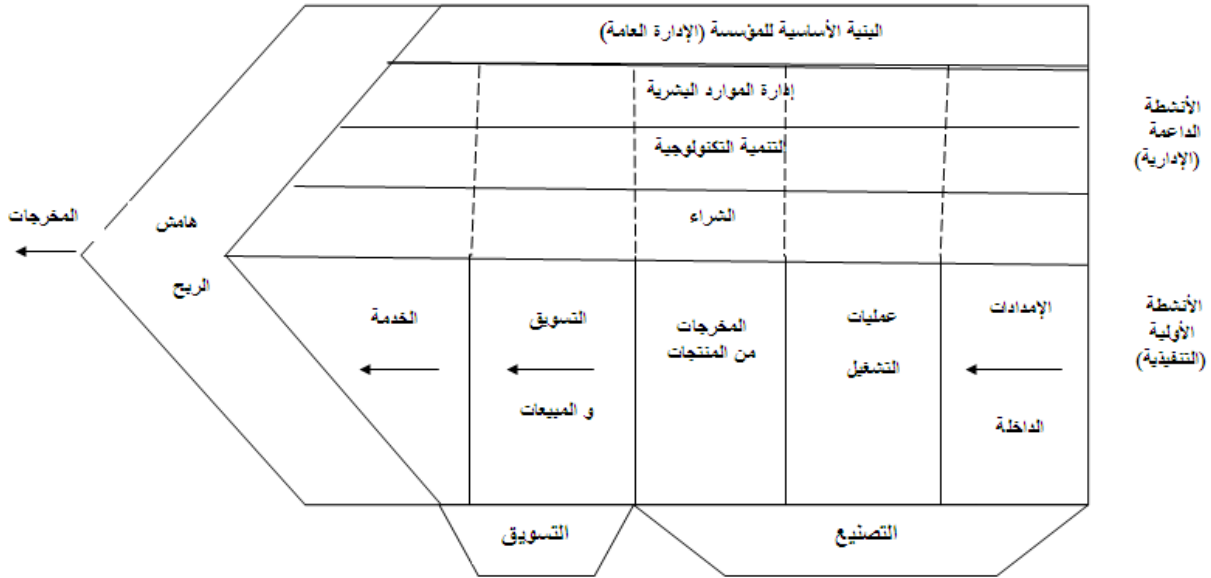 البنية الأساسية للمؤسسة (الإدارة العامة)
إدارة الموارد البشرية
التنمية التكنولوجية
الشراء
الأنشطة
الداعمة
(الإدارية)
الأنشطة
الأولية
(التنفيذية)
الإمدادات
الداخلة
عمليات
التشغيل
المخرجات
من المنتجات
التسويق
و المبيعات
الخدمة
هامش
الربح
المخرجات
التصنيع
التسويق